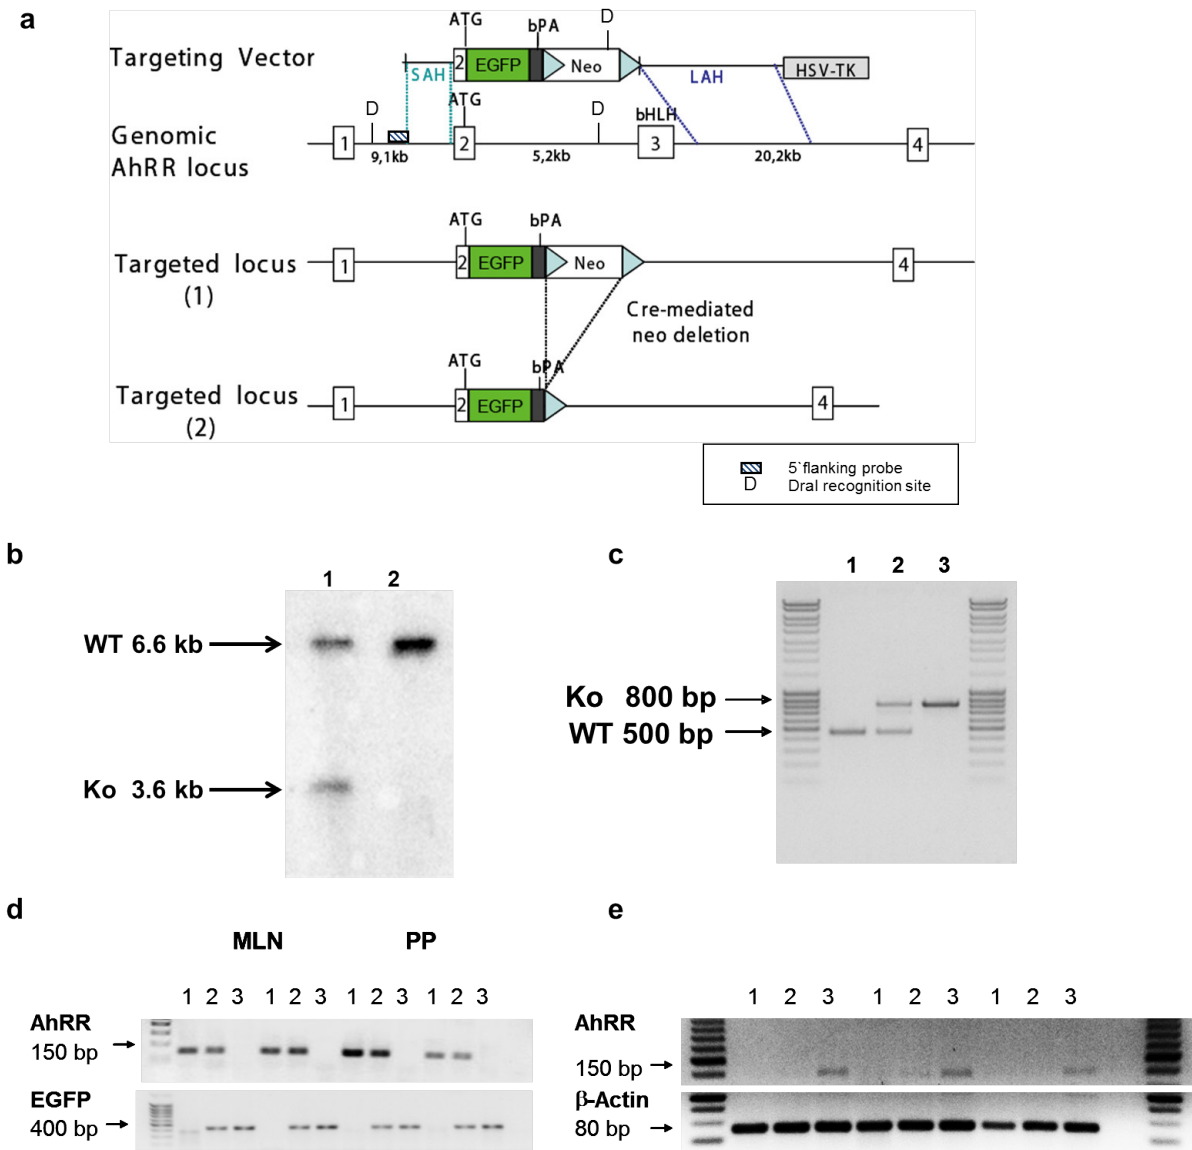 a
ATG
bPA
D
Targeting Vector
2 EGFP Neo
HSV-TK
SAH
LAH
ATG
D
D
bHLH
Genomic
AhRR locus
1 2 3 4
9,1kb 5,2kb 20,2kb
ATG
bPA
Targeted locus
(1)
1 2 EGFP Neo 4
Cre-mediated
neo deletion
ATG
bPA
Targeted locus
(2)
1 2 EGFP 4
5`flanking probe
D DraI recognition site
b
1 2
WT 6.6 kb
Ko 3.6 kb
c
1 2 3
Ko 800 bp
WT 500 bp
d
MLN PP
1 2 3 1 2 3 1 2 3 1 2 3
AhRR
150 bp
EGFP
400 bp
e
1 2 3 1 2 3 1 2 3
AhRR
150 bp
β-Actin
80 bp